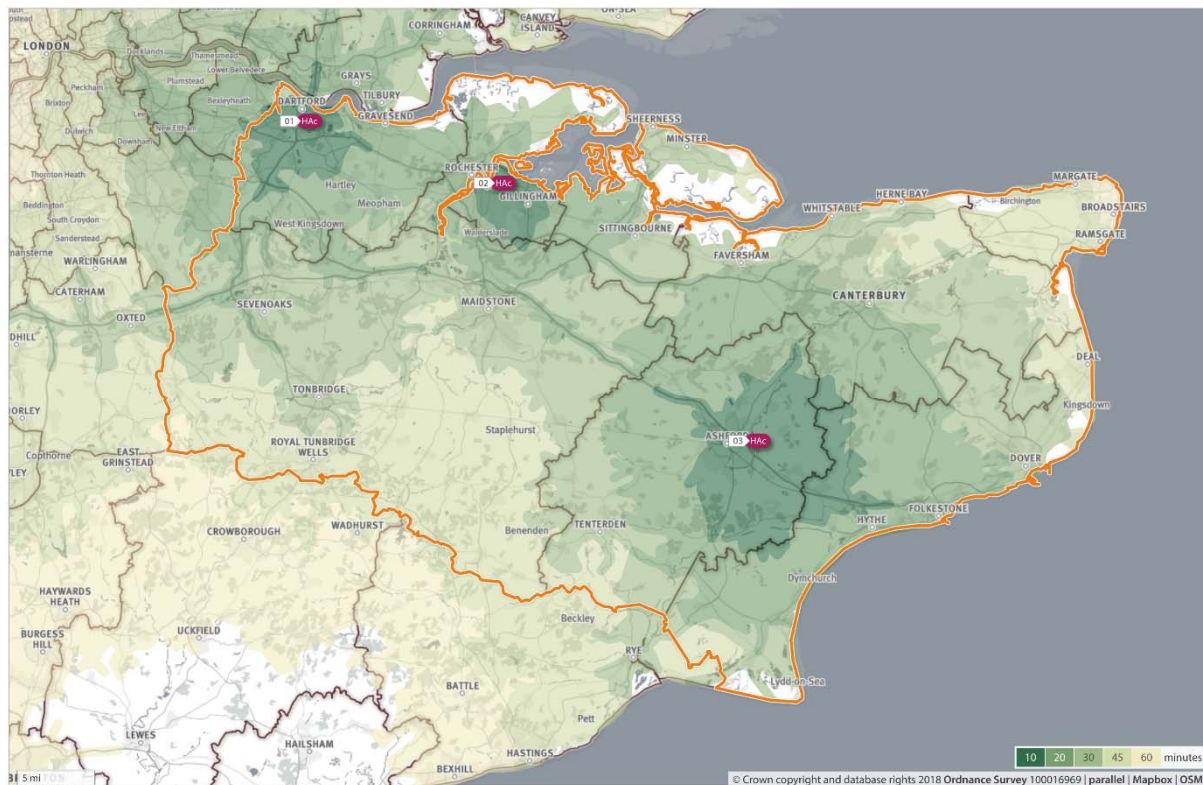 CORRINGHAM
CANVEY
ISLAND
ON-SEA
LONDON
Docklands
Thamesmead
Lower Belvedere
Plumstead
Peckham
Bexleyheath
Brixton
Lee
New Eltham
Dulwich
Downsham
GRAYS
TILBURY
DARTFORD
GRAVESEND
01 HAc
SHEERNESS
MINSTER
Thornton Heath
Beddington
South Croydon
Sanderstead
WARLINGHAM
CATERHAM
OXTED
Hartley
Meopham
West Kingsdown
ROCHESTER
02 HAc
GILLINGHAM
Walderslade
SITTINGBOURNE
FAVERSHAM
WHITSTABLE
HERNE BAY
Birchington
MARGATE
BROADSTAIRS
RAMSGATE
SEVENOAKS
MAIDSTONE
CANTERBURY
DEAL
Kingsdown
DOVER
TONBRIDGE
ROYAL TUNBRIDGE
WELLS
Staplehurst
ASHFORD
03 HAc
Copthorne
EAST
GRINSTEAD
CROWBOROUGH
WADHURST
Benenden
TENTERDEN
HYTHE
FOLKESTONE
Dymchurch
HAYWARDS
HEATH
BURGESS
HILL
UCKFIELD
Beckley
RYE
Lydd-on-Sea
BATTLE
Pett
LEWES
HAILSHAM
HASTINGS
BEXHILL
5 mi
10 20 30 45 60 minutes
© Crown copyright and database rights 2018 Ordnance Survey 100016969 | parallel | Mapbox | OSM